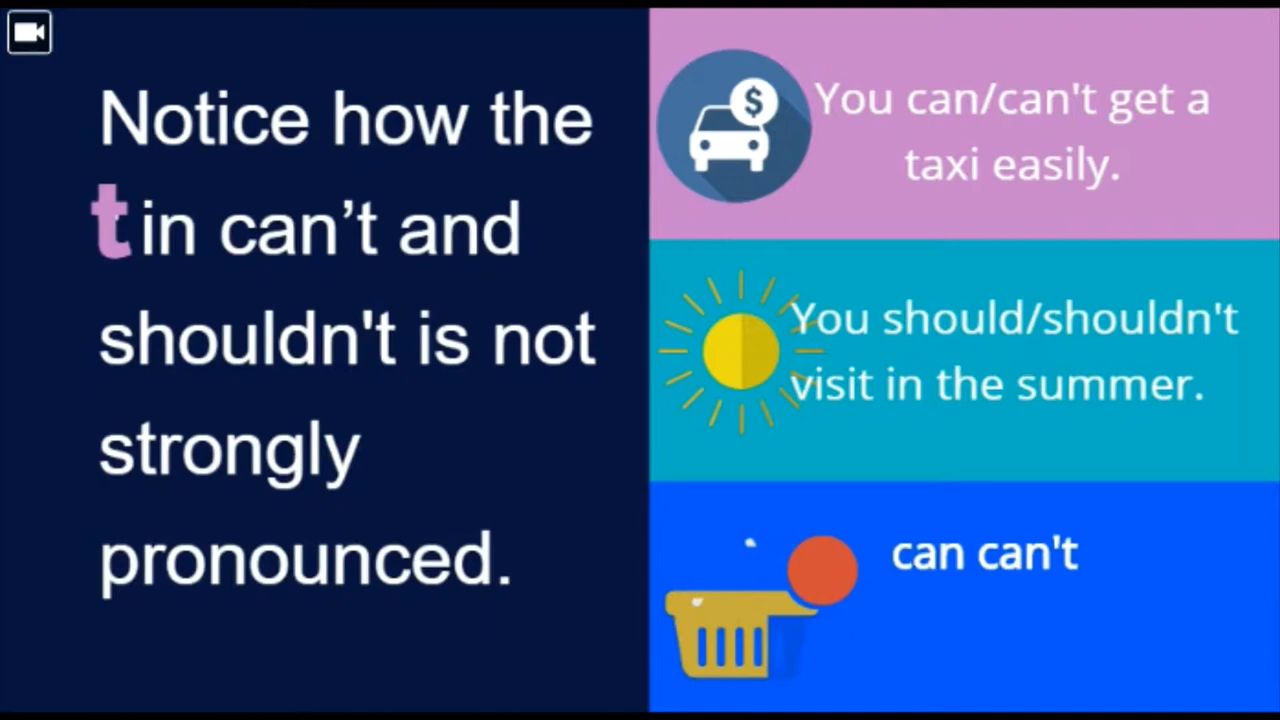 Notice how the
t in can’t and
shouldn't is not
strongly
pronounced.
$
You can/can't get a
taxi easily.
You should/shouldn't
visit in the summer.
can can't